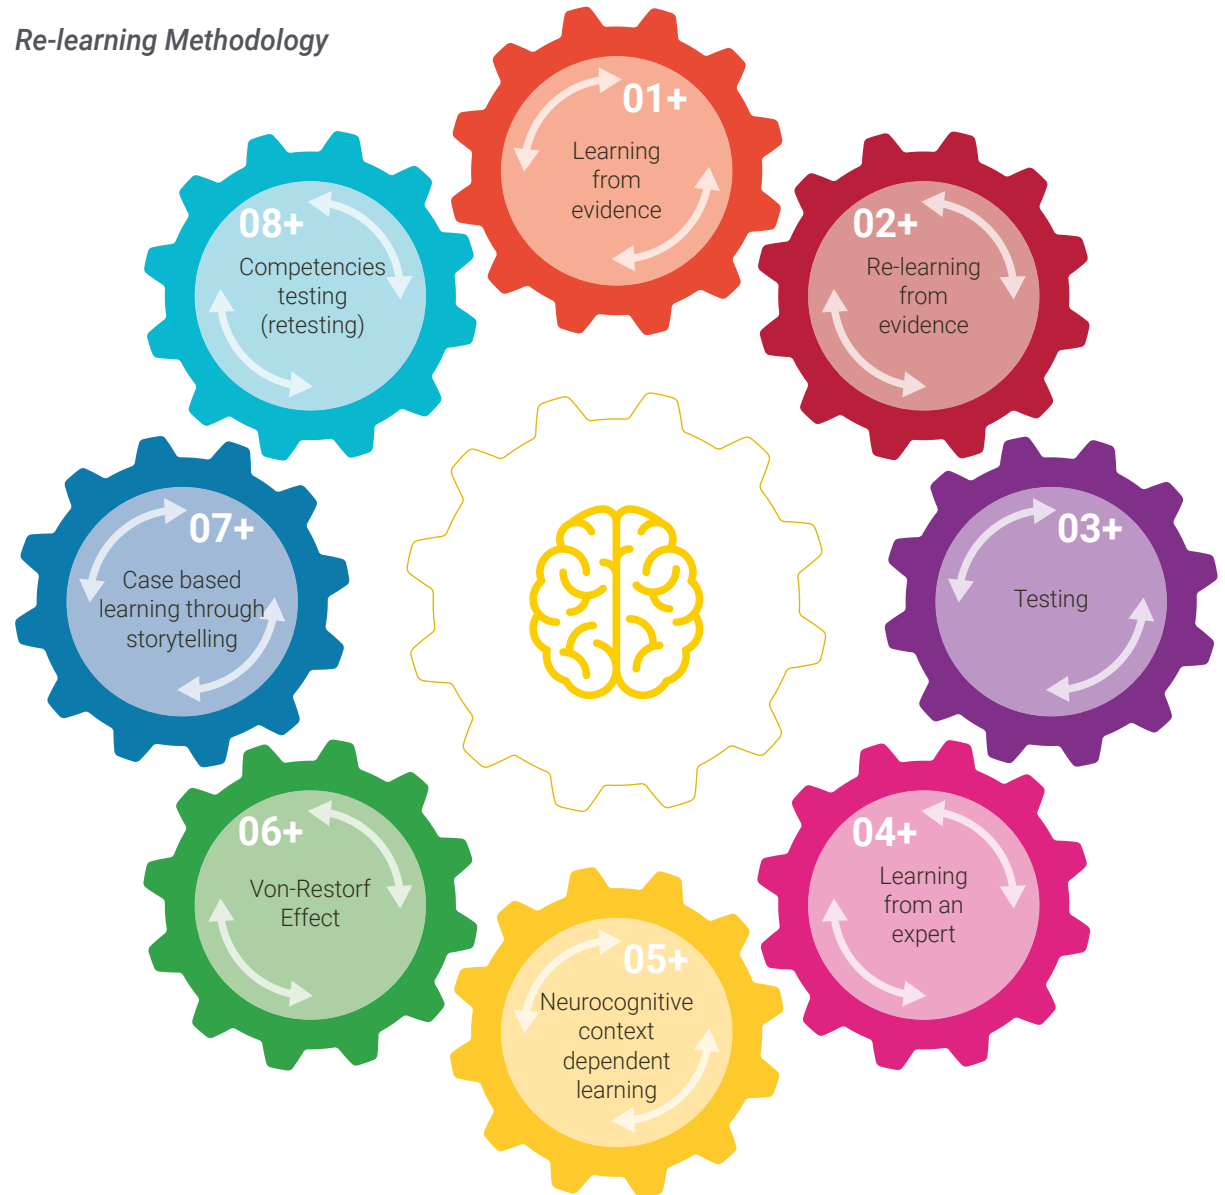 Re-learning Methodology
01+
Learning
from
evidence
02+
Re-learning
from
evidence
03+
Testing
04+
Learning
from an
expert
05+
Neurocognitive
context
dependent
learning
06+
Von-Restorf
Effect
07+
Case based
learning through
storytelling
08+
Competencies
testing
(retesting)